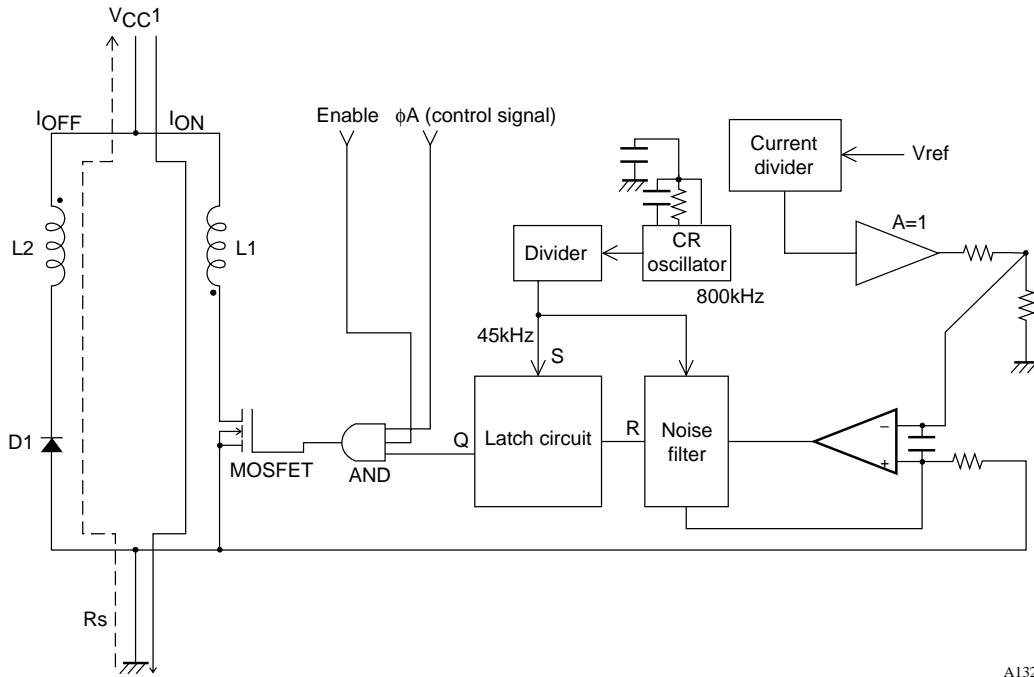 VCC1
IOFF
ION
Enable
ϕA (control signal)
Current
divider
Vref
L2
L1
Divider
CR
oscillator
800kHz
A=1
45kHz
S
D1
MOSFET
AND
Q
Latch circuit
R
Noise
filter
−
+
Rs
A132